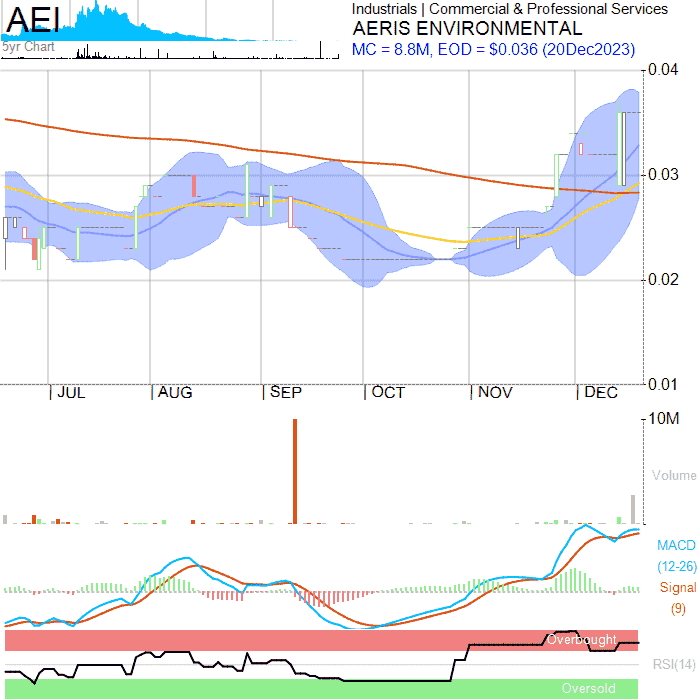 AEI
5yr Chart
Industrials | Commercial & Professional Services
AERIS ENVIRONMENTAL
MC = 8.8M, EOD = $0.036 (20Dec2023)
0.04
0.03
0.02
0.01
JUL AUG SEP OCT NOV DEC
10M
Volume
MACD
(12-26)
Signal
(9)
Overbought
RSI(14)
Oversold